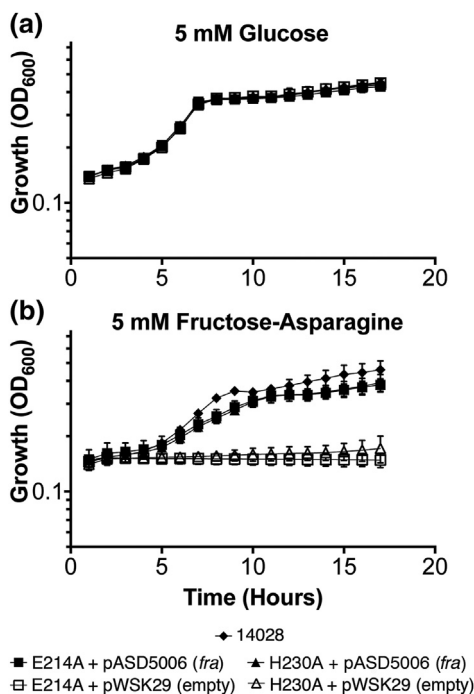 (a)
5 mM Glucose
Growth (OD600)
0.1
0 5 10 15 20
(b)
5 mM Fructose-Asparagine
Growth (OD600)
0.1
0 5 10 15 20
Time (Hours)
14028
E214A + pASD5006 (fra) H230A + pASD5006 (fra)
E214A + pWSK29 (empty) H230A + pWSK29 (empty)